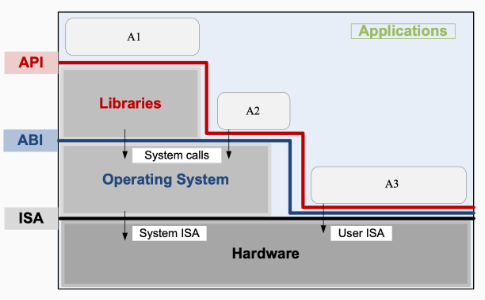 A1
Applications
API
Libraries
A2
ABI
System calls
Operating System
A3
ISA
System ISA
User ISA
Hardware